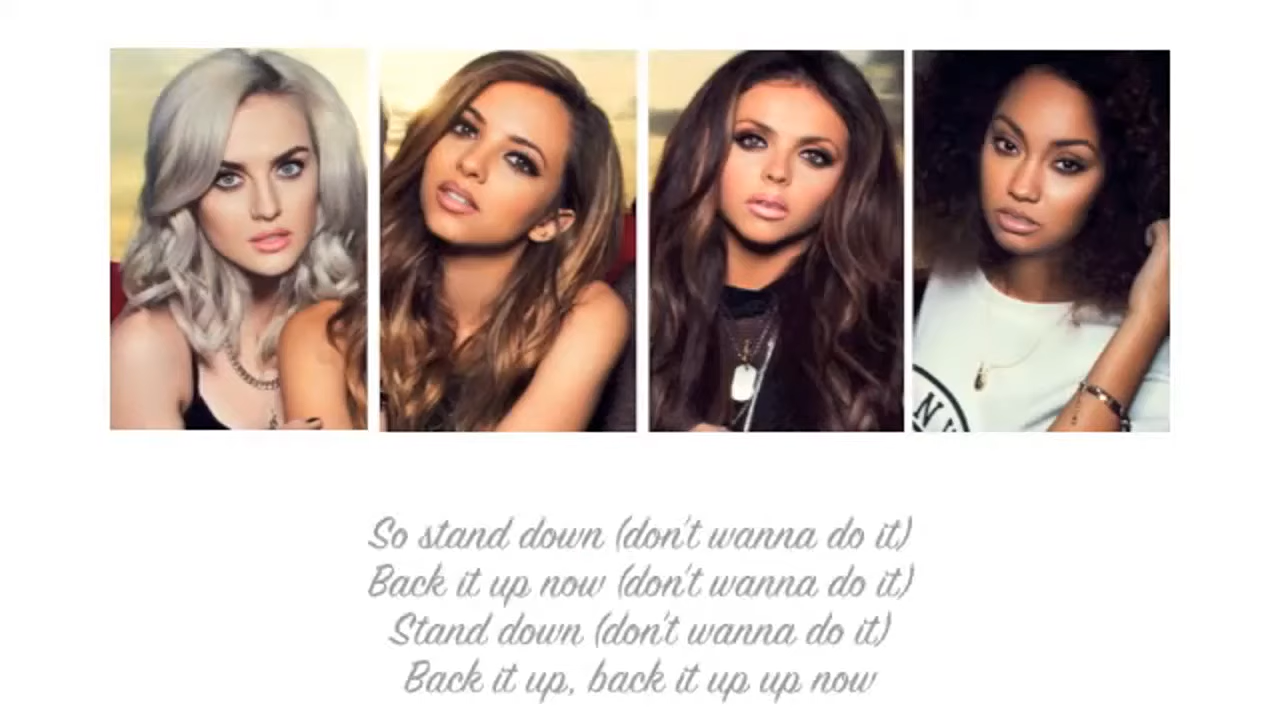 So stand down (don't wanna do it)
Back it up now (don't wanna do it)
Stand down (don't wanna do it)
Back it up, back it up up now